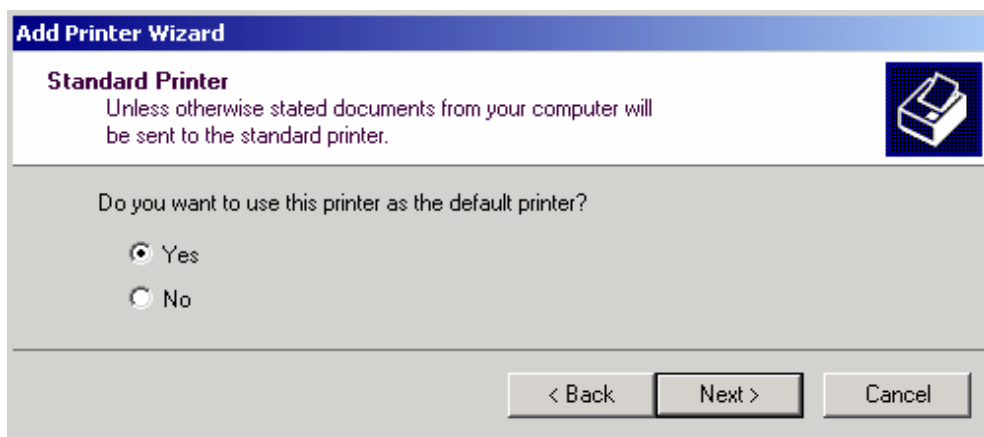 Add Printer Wizard
Standard Printer
Unless otherwise stated documents from your computer will
be sent to the standard printer.
Do you want to use this printer as the default printer?
Yes
No
< Back Next > Cancel